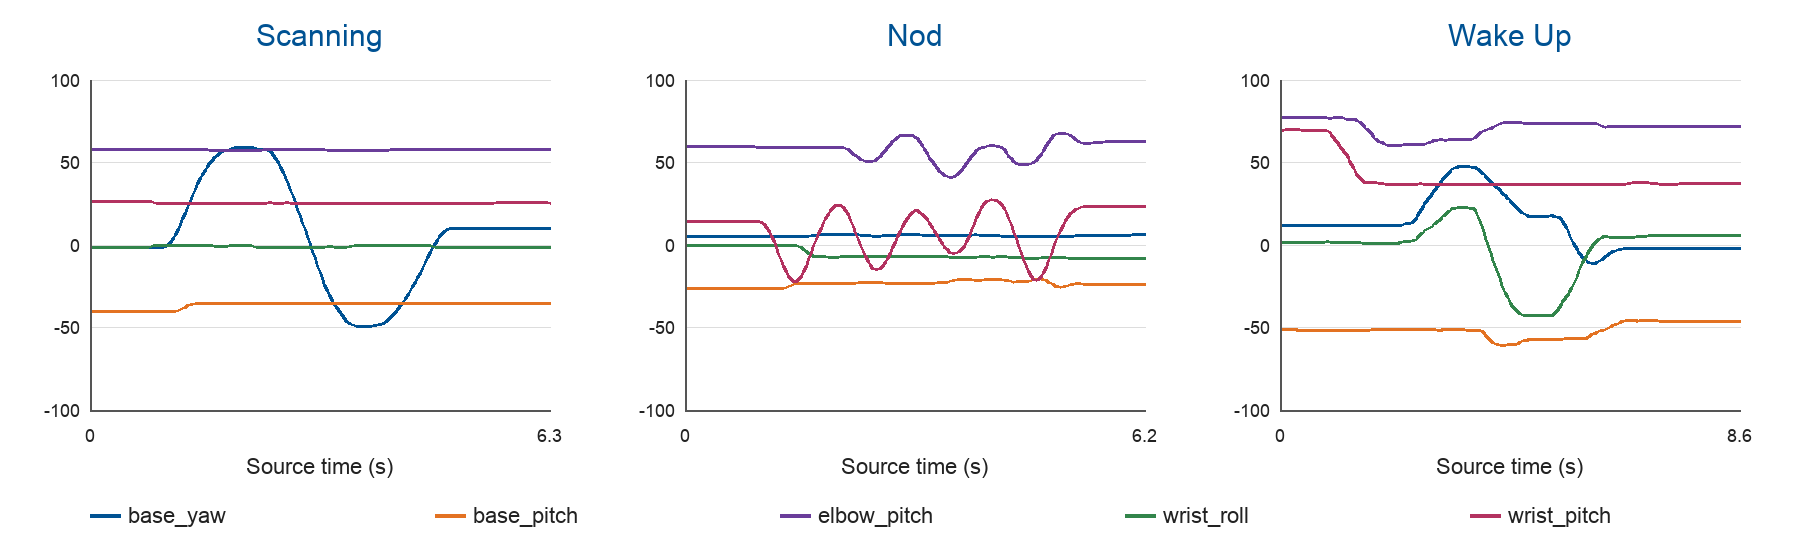 Scanning
Nod
Wake Up
100
50
0
-50
-100
0
6.3
Source time (s)
100
50
0
-50
-100
0
6.2
Source time (s)
100
50
0
-50
-100
0
8.6
Source time (s)
base_yaw
base_pitch
elbow_pitch
wrist_roll
wrist_pitch